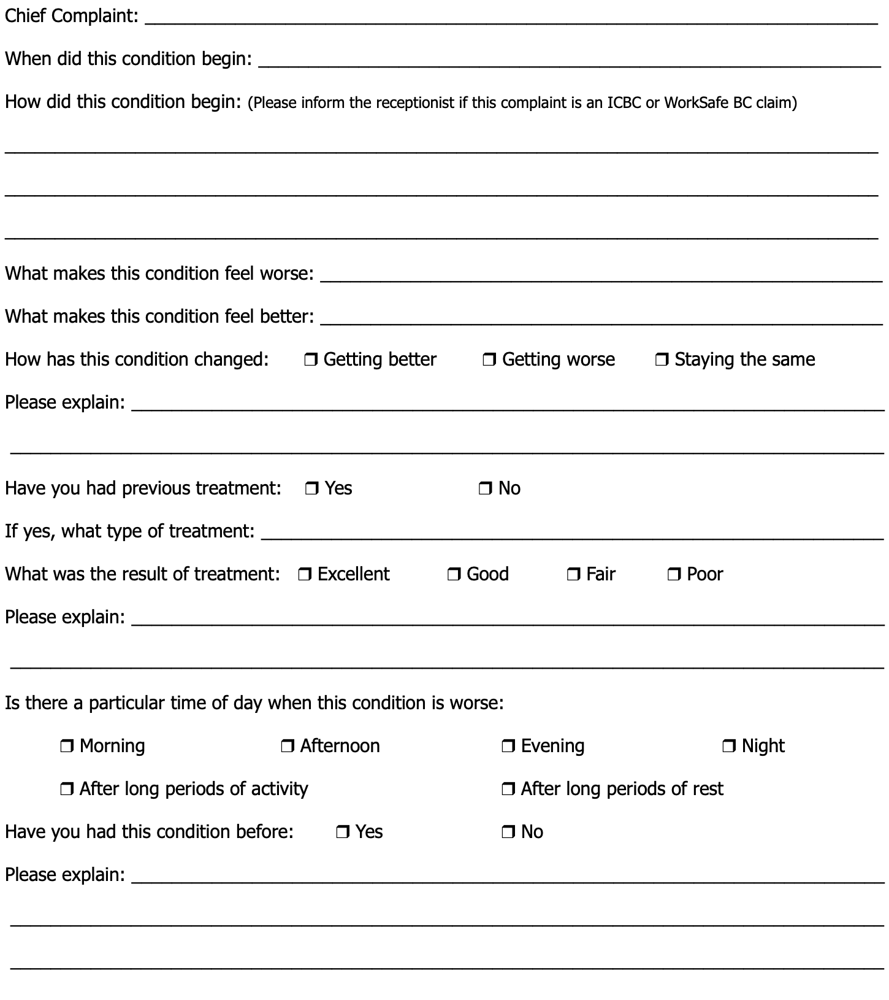 Chief Complaint:
When did this condition begin:
How did this condition begin: (Please inform the receptionist if this complaint is an ICBC or WorkSafe BC claim)
What makes this condition feel worse:
What makes this condition feel better:
How has this condition changed: ❒ Getting better ❒ Getting worse ❒ Staying the same
Please explain:
Have you had previous treatment: ❒ Yes ❒ No
If yes, what type of treatment:
What was the result of treatment: ❒ Excellent ❒ Good ❒ Fair ❒ Poor
Please explain:
Is there a particular time of day when this condition is worse:
❒ Morning ❒ Afternoon ❒ Evening ❒ Night
❒ After long periods of activity ❒ After long periods of rest
Have you had this condition before: ❒ Yes ❒ No
Please explain: